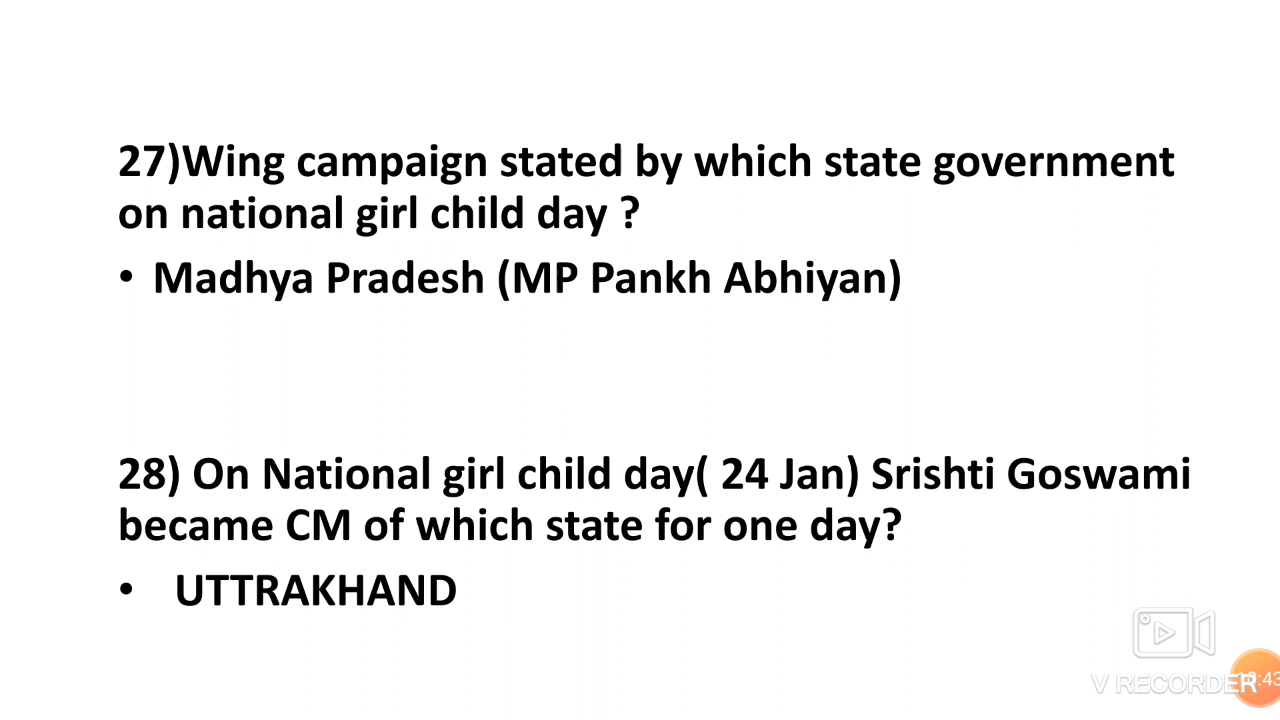 27)Wing campaign stated by which state government
on national girl child day ?
• Madhya Pradesh (MP Pankh Abhiyan)
28) On National girl child day( 24 Jan) Srishti Goswami
became CM of which state for one day?
• UTTRAKHAND
V RECORDER